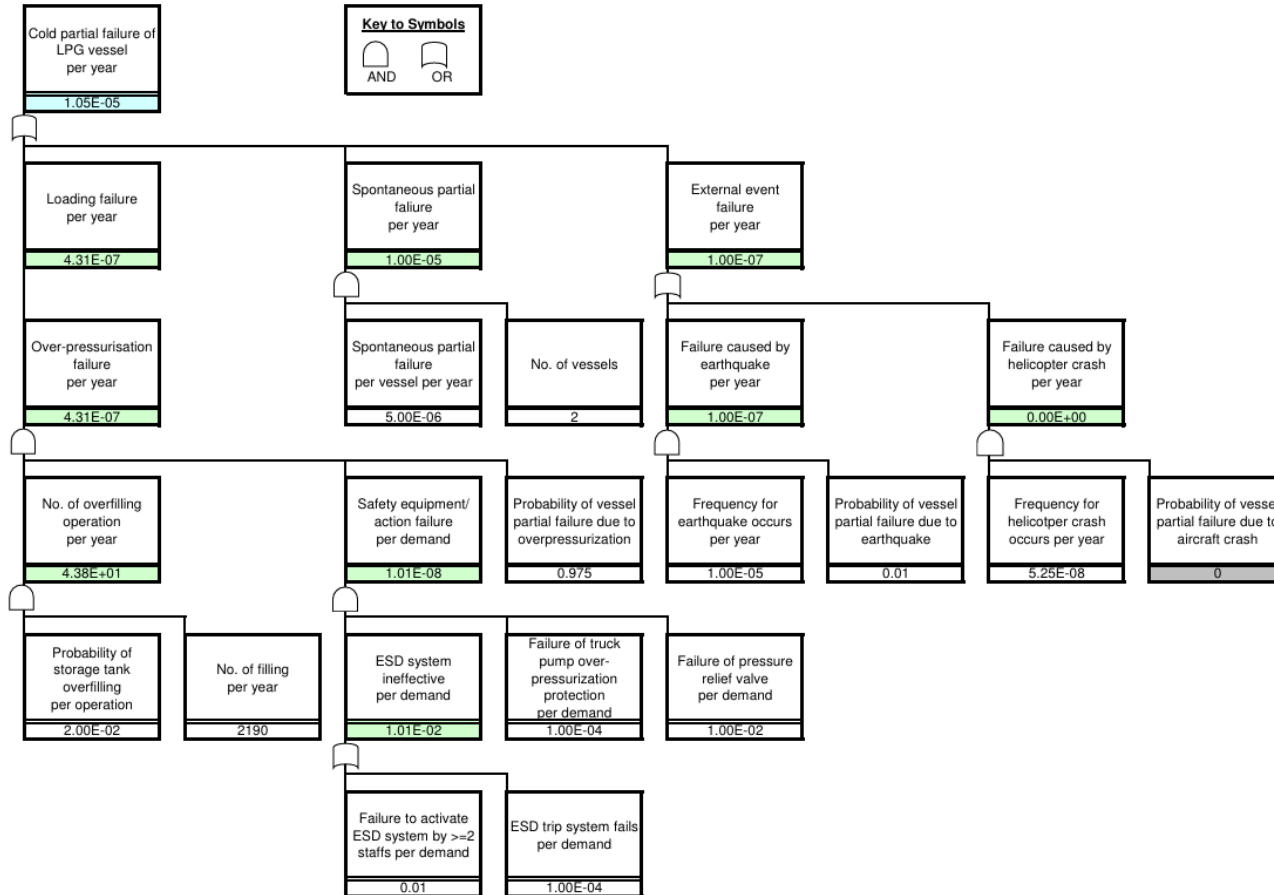 Cold partial failure of
LPG vessel
per year
1.05E-05
Key to Symbols
AND
OR
Loading failure
per year
4.31E-07
Spontaneous partial
faliure
per year
1.00E-05
External event
failure
per year
1.00E-07
Over-pressurisation
failure
per year
4.31E-07
Spontaneous partial
failure
per vessel per year
5.00E-06
No. of vessels
2
Failure caused by
earthquake
per year
1.00E-07
Failure caused by
helicopter crash
per year
0.00E+00
No. of overfilling
operation
per year
4.38E+01
Safety equipment/
action failure
per demand
1.01E-08
Probability of vessel
partial failure due to
overpressurization
0.975
Frequency for
earthquake occurs
per year
1.00E-05
Probability of vessel
partial failure due to
earthquake
0.01
Frequency for
helicotper crash
occurs per year
5.25E-08
Probability of vesse
partial failure due to
aircraft crash
0
Probability of
storage tank
overfilling
per operation
2.00E-02
No. of filling
per year
2190
ESD system
ineffective
per demand
1.01E-02
Failure of truck
pump over-
pressurization
protection
per demand
1.00E-04
Failure of pressure
relief valve
per demand
1.00E-02
Failure to activate
ESD system by >=2
staffs per demand
0.01
ESD trip system fails
per demand
1.00E-04